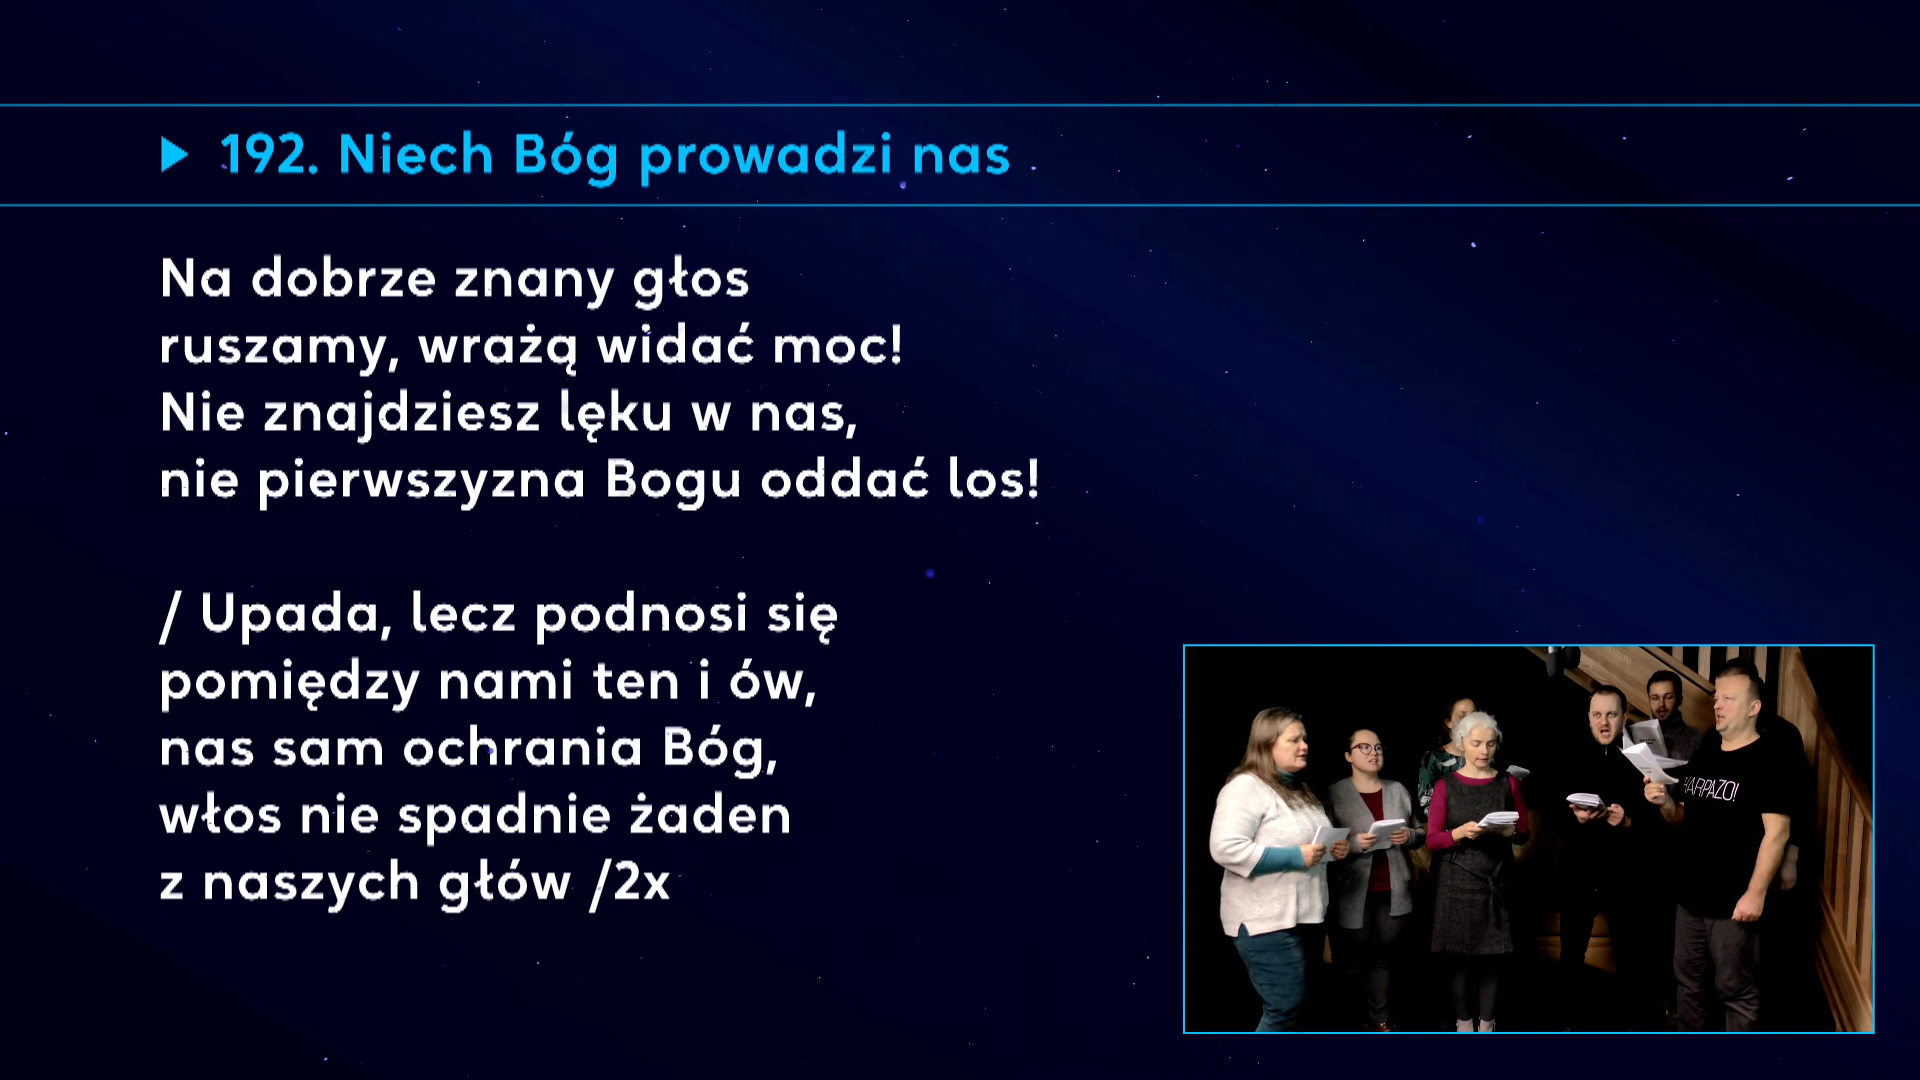 192. Niech Bóg prowadzi nas
Na dobrze znany głos
ruszamy, wrażą widać moc!
Nie znajdziesz lęku w nas,
nie pierwszyzna Bogu oddać los!
/ Upada, lecz podnosi się
pomiędzy nami ten i ów,
nas sam ochrania Bóg,
włos nie spadnie żaden
z naszych głów /2x
HARPAZO!